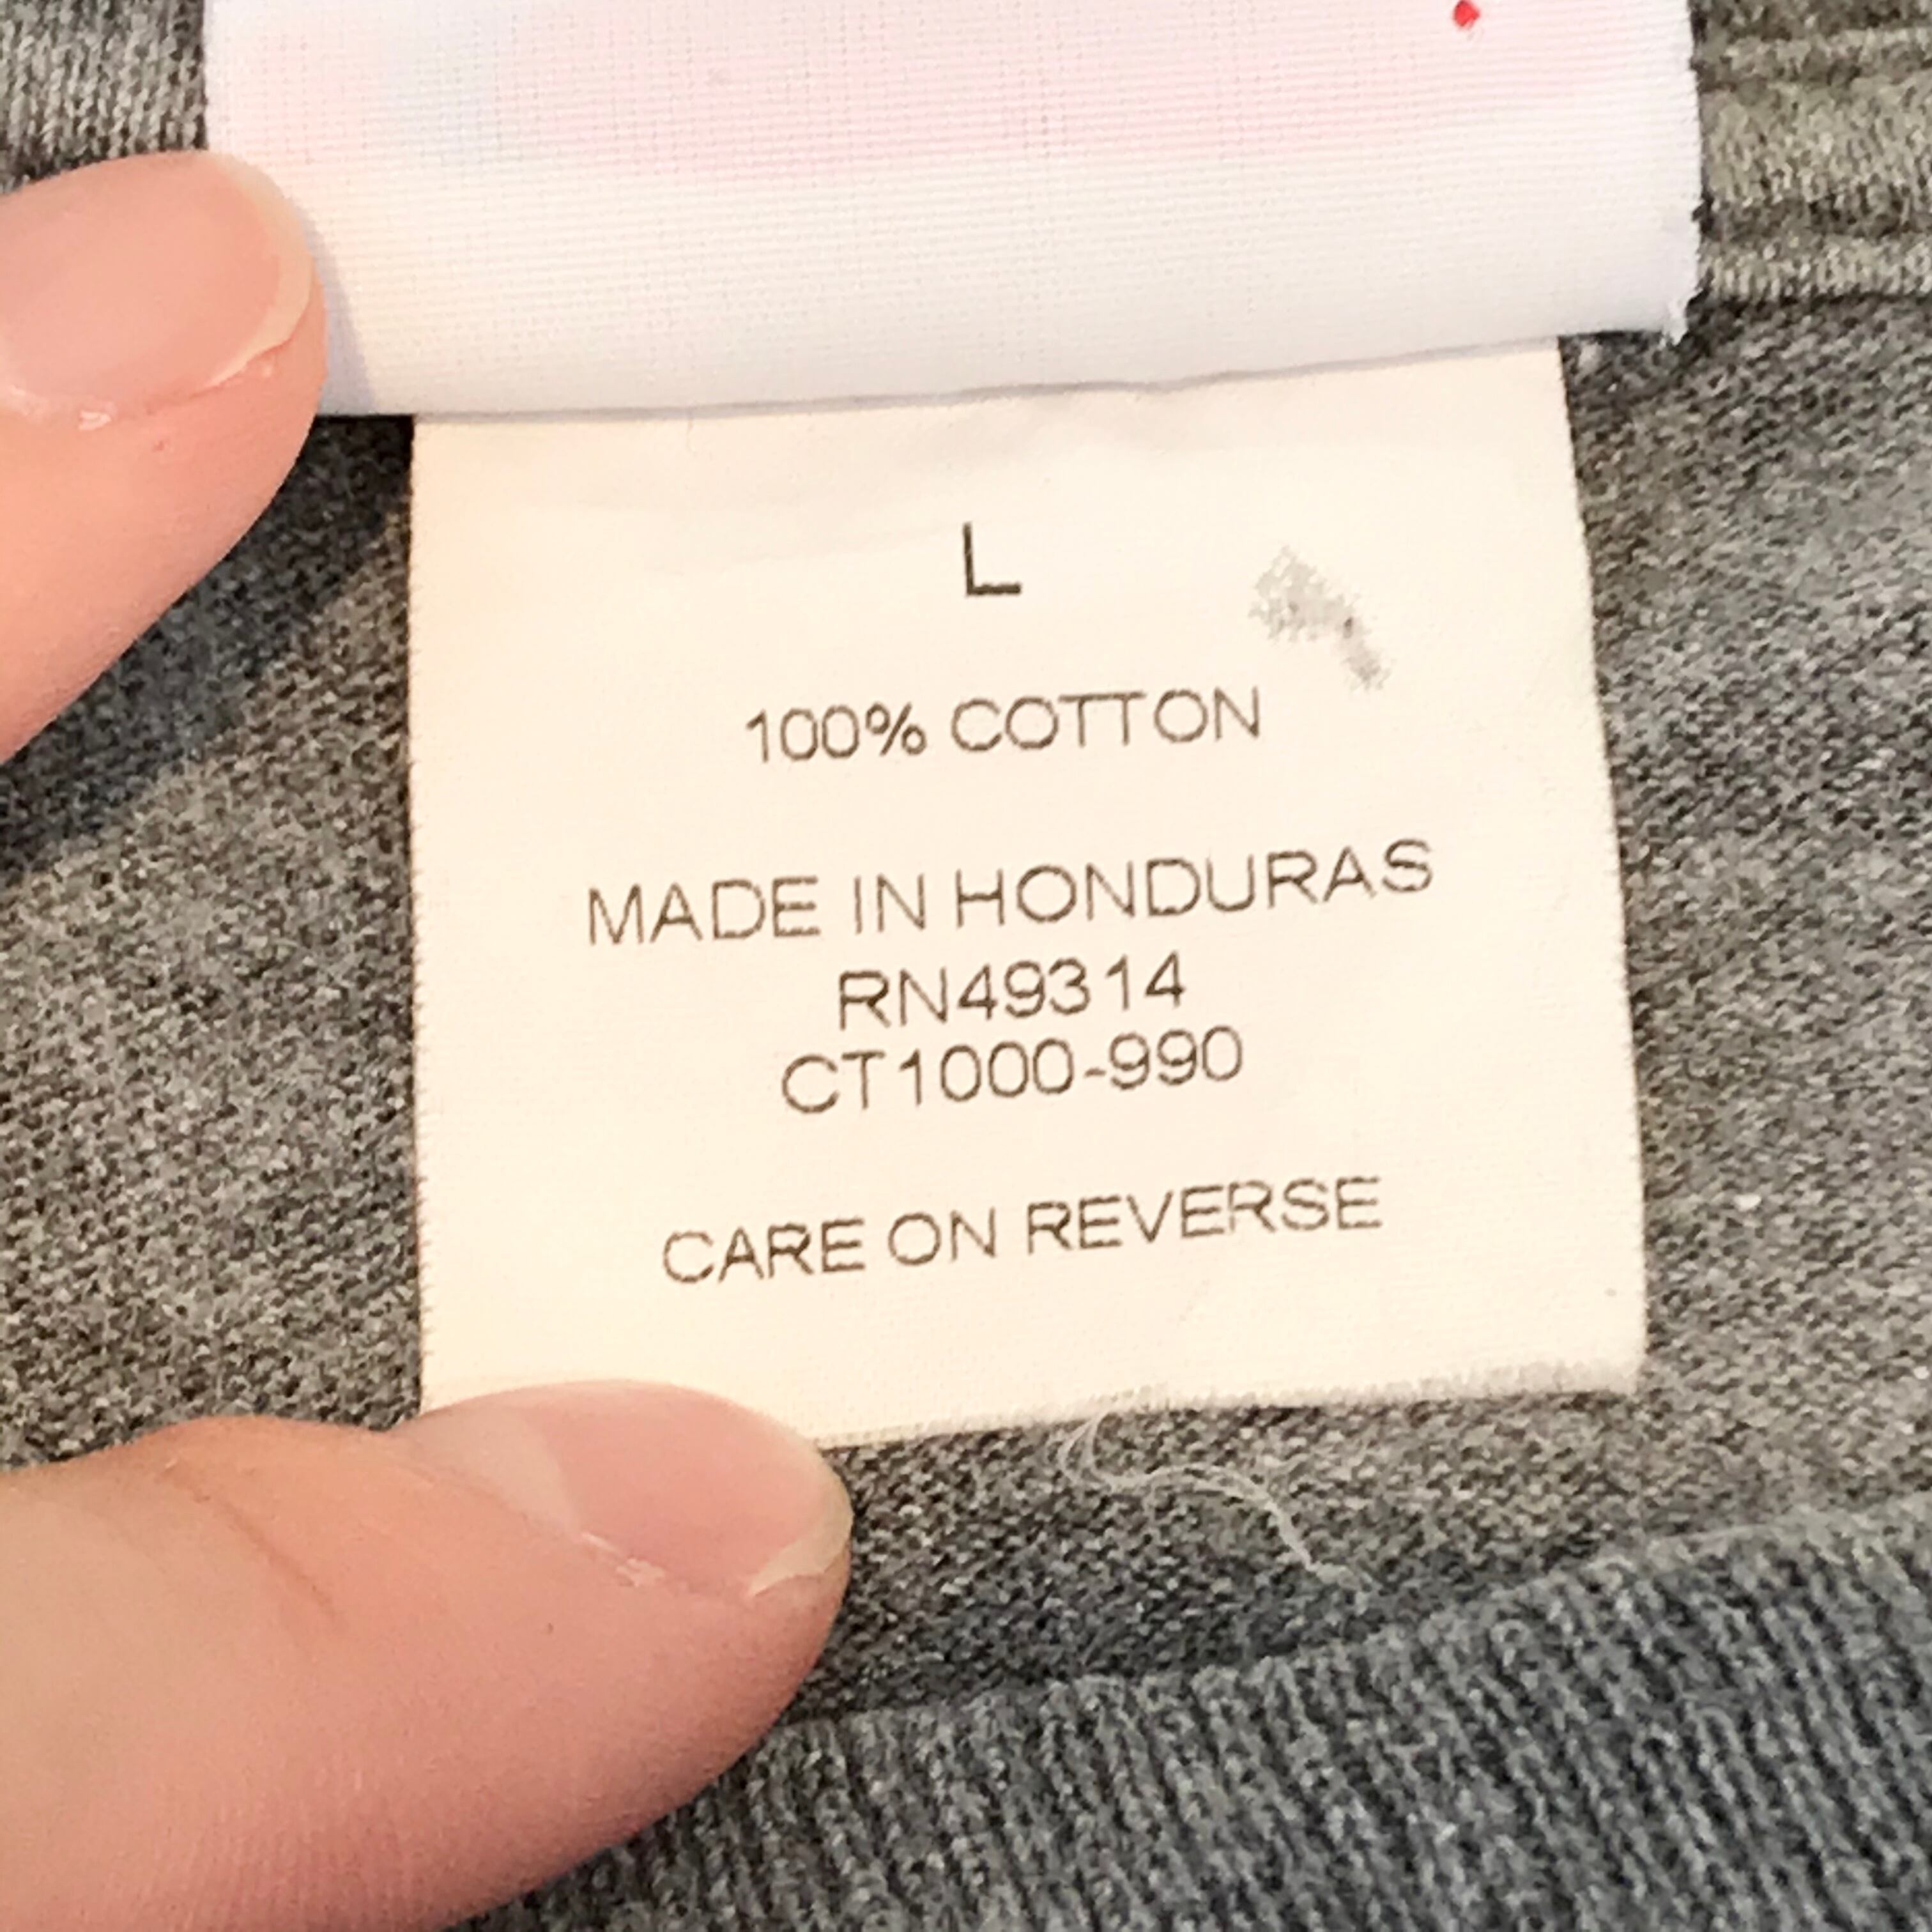 L
100% COTTON
MADE IN HONDURAS
RN49314
CT1000-990
CARE ON REVERSE